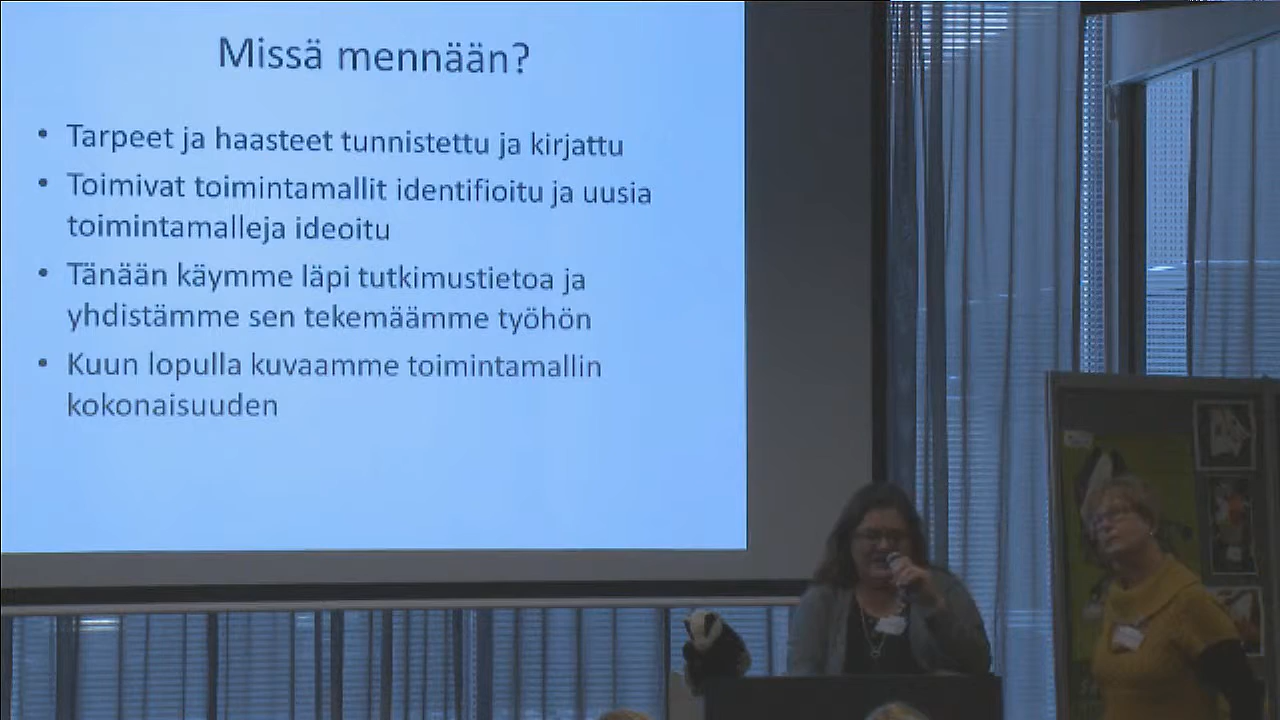 Missä mennään?
• Tarpeet ja haasteet tunnistettu ja kirjattu
• Toimivat toimintamallit identifioitu ja uusia
toimintamalleja ideoitu
• Tänään käymme läpi tutkimustietoa ja
yhdistämme sen tekemäämme työhön
• Kuun lopulla kuvaamme toimintamallin
kokonaisuuden